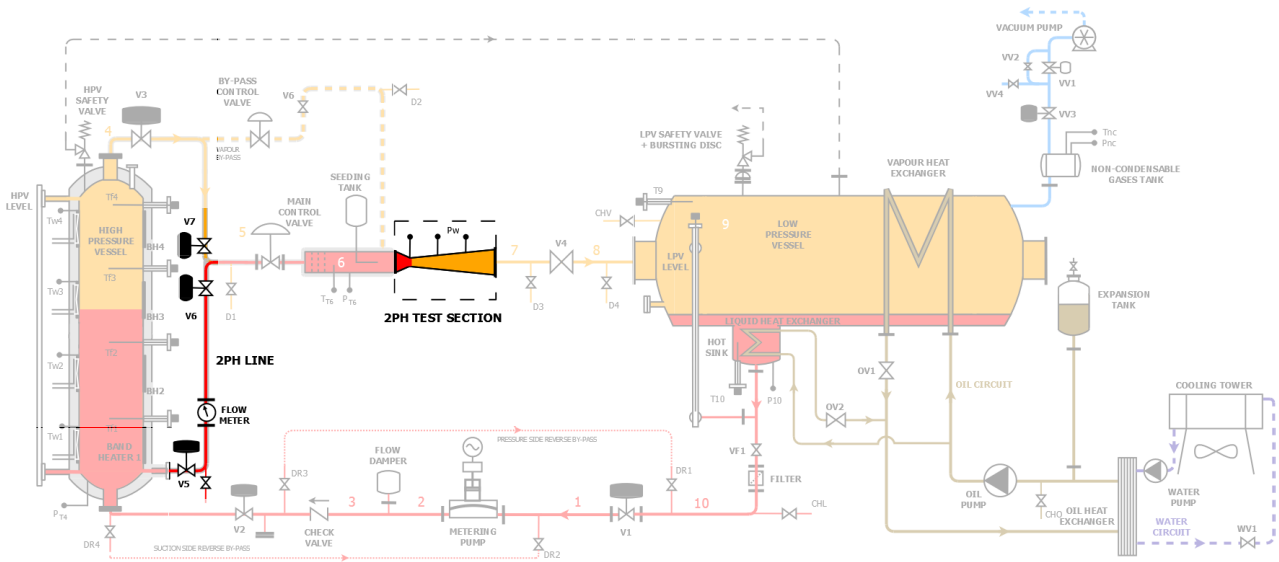 VACUUM PUMP
VV2
VV1
VV4
VV3
Tnc
Pnc
NON-CONDENSABLE
GASES TANK
HPV
SAFETY
VALVE
V3
BY-PASS
CONTROL
VALVE
V6
D2
4
VAPOUR
BY-PASS
LPV SAFETY VALVE
+ BURSTING DISC
VAPOUR HEAT
EXCHANGER
SEEDING
TANK
HPV
LEVEL
Tf4
Tw4
HIGH
PRESSURE
VESSEL
BH4
V7
MAIN
CONTROL
VALVE
5
6
Pw
7
V4
8
CHV
T9
9
LOW
PRESSURE
VESSEL
LPV
LEVEL
Tf3
Tw3
BH3
V6
D1
TT6
PT6
D3
D4
2PH TEST SECTION
LIQUID HEAT EXCHANGER
EXPANSION
TANK
Tf2
Tw2
BH2
2PH LINE
HOT
SINK
T10
P10
OV1
OIL CIRCUIT
OV2
COOLING TOWER
FLOW
METER
Tf1
Tw1
BAND
HEATER 1
V5
PT4
PRESSURE SIDE REVERSE BY-PASS
DR3
FLOW
DAMPER
DR1
VF1
FILTER
OIL
PUMP
CHO
OIL HEAT
EXCHANGER
WATER
PUMP
WATER
CIRCUIT
WV1
V2
3
CHECK
VALVE
2
METERING
PUMP
1
V1
10
CHL
DR4
SUCTION SIDE REVERSE BY-PASS
DR2